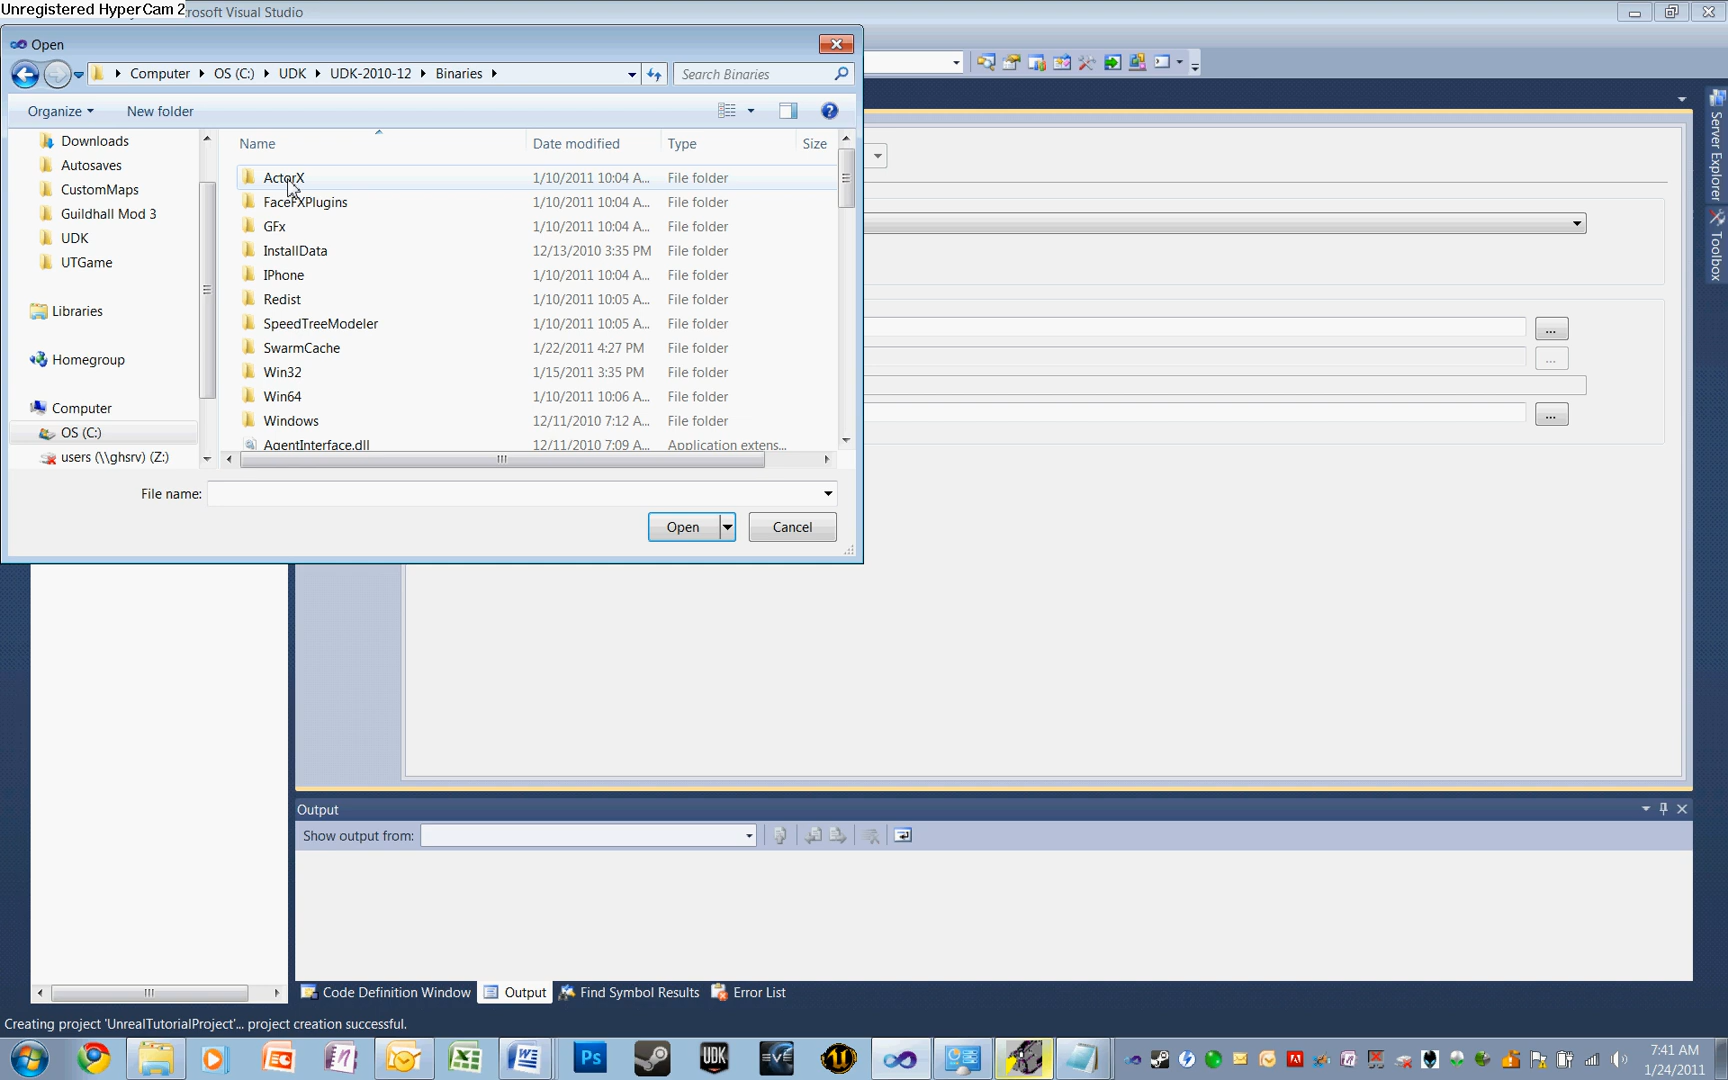 Unregistered HyperCam 2
rosoft Visual Studio
Open
Computer OS (C:) UDK UDK-2010-12 Binaries
Search Binaries
Organize
New folder
Name Date modified Type Size
Downloads
Autosaves
CustomMaps
Guildhall Mod 3
UDK
UTGame
Libraries
Homegroup
Computer
OS (C:)
users (\\ghsrv) (Z:)
ActorX 1/10/2011 10:04 A... File folder
FaceFXPlugins 1/10/2011 10:04 A... File folder
GFx 1/10/2011 10:04 A... File folder
InstallData 12/13/2010 3:35 PM File folder
IPhone 1/10/2011 10:04 A... File folder
Redist 1/10/2011 10:05 A... File folder
SpeedTreeModeler 1/10/2011 10:05 A... File folder
SwarmCache 1/22/2011 4:27 PM File folder
Win32 1/15/2011 3:35 PM File folder
Win64 1/10/2011 10:06 A... File folder
Windows 12/11/2010 7:12 A... File folder
AgentInterface.dll 12/11/2010 7:09 A... Application extens...
File name:
Open
Cancel
...
...
...
Server Explorer
Toolbox
Output
Show output from:
Code Definition Window
Output
Find Symbol Results
Error List
Creating project 'UnrealTutorialProject'... project creation successful.
Ps
UDK
EVE
7:41 AM
1/24/2011